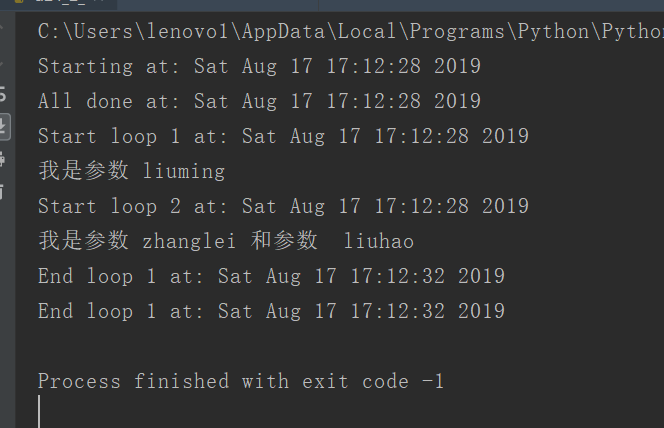 C:\Users\lenovo1\AppData\Local\Programs\Python\Pytho
Starting at: Sat Aug 17 17:12:28 2019
All done at: Sat Aug 17 17:12:28 2019
Start loop 1 at: Sat Aug 17 17:12:28 2019
我是参数 liuming
Start loop 2 at: Sat Aug 17 17:12:28 2019
我是参数 zhanglei 和参数  liuhao
End loop 1 at: Sat Aug 17 17:12:32 2019
End loop 1 at: Sat Aug 17 17:12:32 2019
Process finished with exit code -1